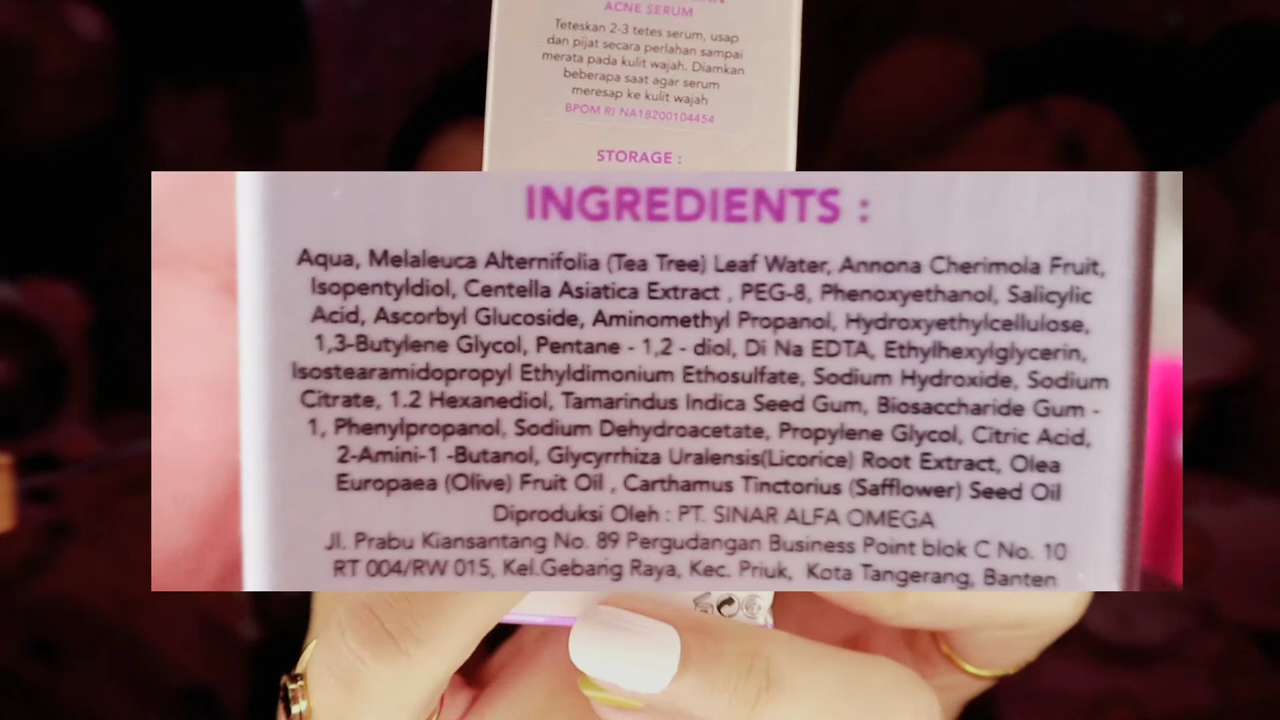 ACNE SERUM
Teteskan 2-3 tetes serum, usap
dan pijat secara perlahan sampai
merata pada kulit wajah. Diamkan
beberapa saat agar serum
meresap ke kulit wajah
BPOM RI NA18200104454
STORAGE :
INGREDIENTS :
Aqua, Melaleuca Alternifolia (Tea Tree) Leaf Water, Annona Cherimola Fruit,
Isopentyldiol, Centella Asiatica Extract , PEG-8, Phenoxyethanol, Salicylic
Acid, Ascorbyl Glucoside, Aminomethyl Propanol, Hydroxyethylcellulose,
1,3-Butylene Glycol, Pentane - 1,2 - diol, Di Na EDTA, Ethylhexylglycerin,
Isostearamidopropyl Ethyldimonium Ethosulfate, Sodium Hydroxide, Sodium
Citrate, 1.2 Hexanediol, Tamarindus Indica Seed Gum, Biosaccharide Gum -
1, Phenylpropanol, Sodium Dehydroacetate, Propylene Glycol, Citric Acid,
2-Amini-1 -Butanol, Glycyrrhiza Uralensis(Licorice) Root Extract, Olea
Europaea (Olive) Fruit Oil , Carthamus Tinctorius (Safflower) Seed Oil
Diproduksi Oleh : PT. SINAR ALFA OMEGA
Jl. Prabu Kiansantang No. 89 Pergudangan Business Point blok C No. 10
RT 004/RW 015, Kel.Gebang Raya, Kec. Priuk, Kota Tangerang, Banten